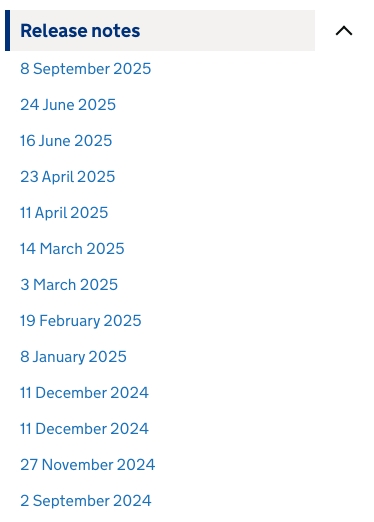 Release notes
8 September 2025
24 June 2025
16 June 2025
23 April 2025
11 April 2025
14 March 2025
3 March 2025
19 February 2025
8 January 2025
11 December 2024
11 December 2024
27 November 2024
2 September 2024